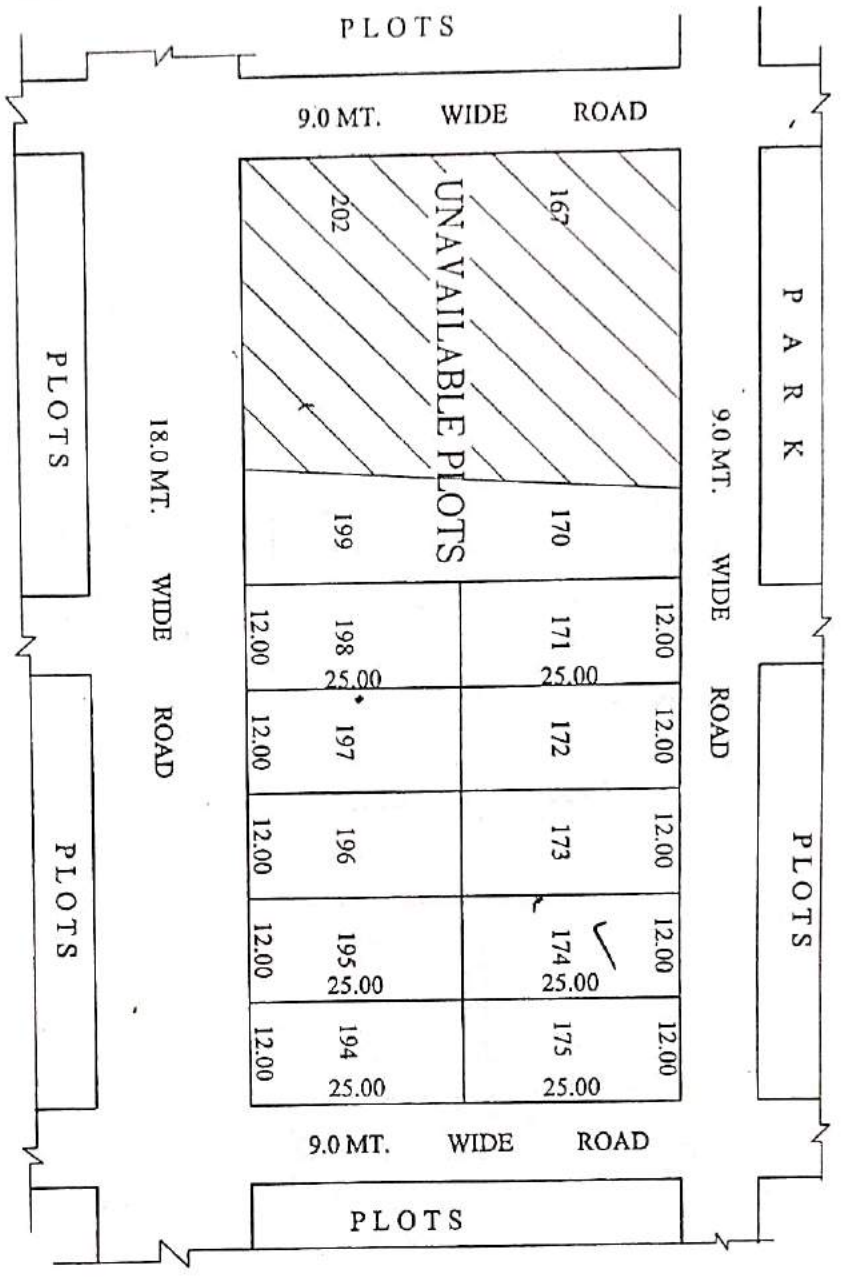 PLOTS
9.0 MT. WIDE ROAD
167
202
UNAVAILABLE PLOTS
PARK
PLOTS
18.0 MT. WIDE ROAD
9.0 MT. WIDE ROAD
199
170
12.00
198
25.00
171
25.00
12.00
12.00
197
172
12.00
12.00
196
173
12.00
PLOTS
PLOTS
12.00
195
25.00
174
25.00
12.00
12.00
194
25.00
175
25.00
12.00
9.0 MT. WIDE ROAD
PLOTS